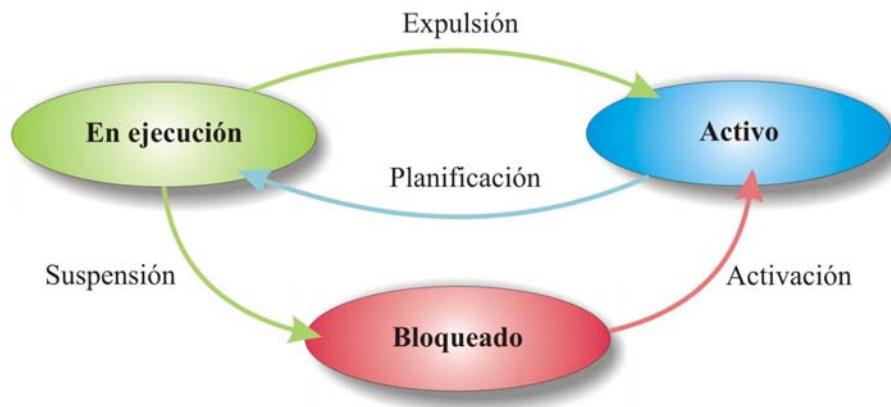 Expulsión
En ejecución
Activo
Planificación
Suspensión
Activación
Bloqueado